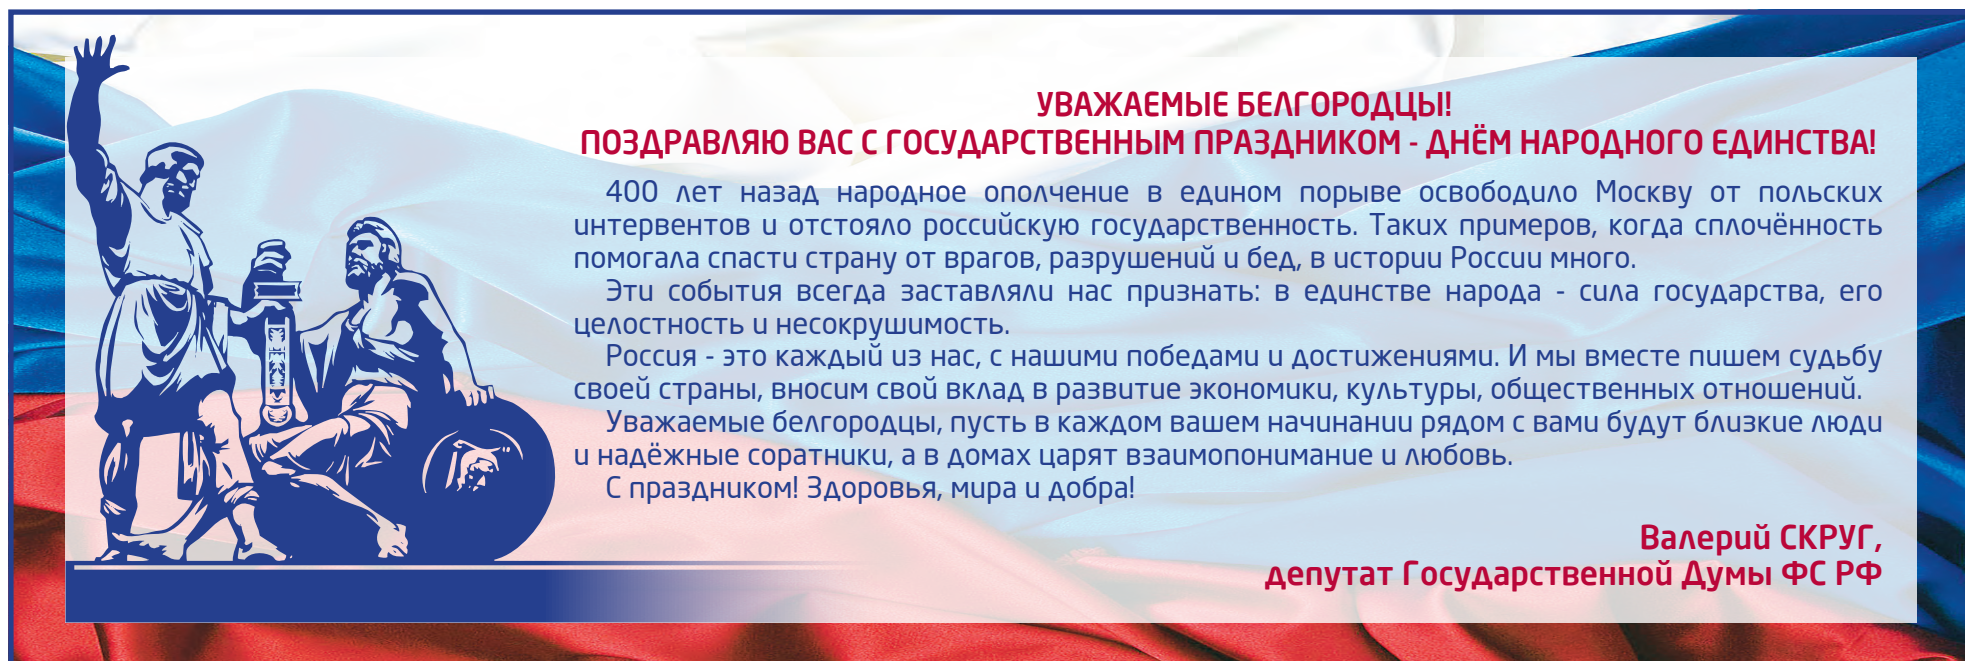 УВАЖАЕМЫЕ БЕЛГОРОДЦЫ!
ПОЗДРАВЛЯЮ ВАС С ГОСУДАРСТВЕННЫМ ПРАЗДНИКОМ - ДНЁМ НАРОДНОГО ЕДИНСТВА!
400 лет назад народное ополчение в едином порыве освободило Москву от польских
интервентов и отстояло российскую государственность. Таких примеров, когда сплочённость
помогала спасти страну от врагов, разрушений и бед, в истории России много.
Эти события всегда заставляли нас признать: в единстве народа - сила государства, его
целостность и несокрушимость.
Россия - это каждый из нас, с нашими победами и достижениями. И мы вместе пишем судьбу
своей страны, вносим свой вклад в развитие экономики, культуры, общественных отношений.
Уважаемые белгородцы, пусть в каждом вашем начинании рядом с вами будут близкие люди
и надёжные соратники, а в домах царят взаимопонимание и любовь.
С праздником! Здоровья, мира и добра!
Валерий СКРУГ,
депутат Государственной Думы ФС РФ